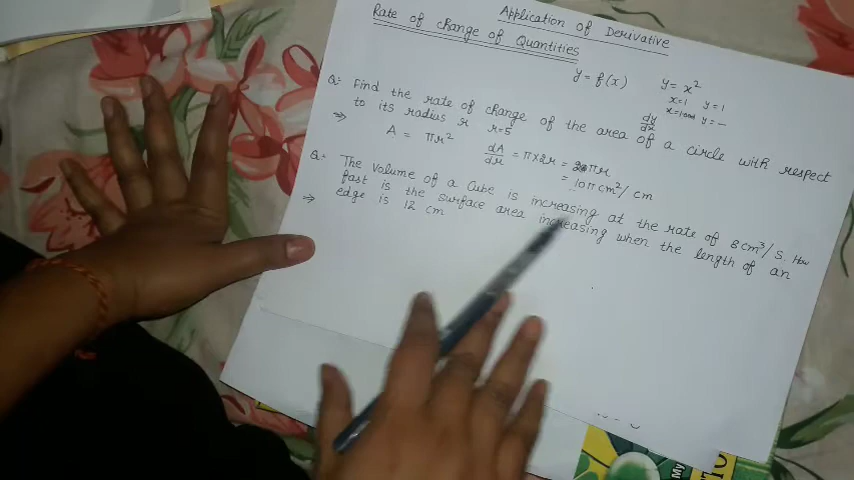 Application of Derivative
Rate of change of Quantities
y = f(x) y = x²
x=1 y=1
y = —
dy/dx
Q: Find the rate of change of the area of a circle with respect
to its radius r r=5
⇒ A = πr² dA/dr = π×2r = 2πr
= 10π cm²/cm
Q: The Volume of a Cube is increasing at the rate of 8cm³/s. How
fast is the surface area increasing when the length of an
edge is 12 cm
⇒
My